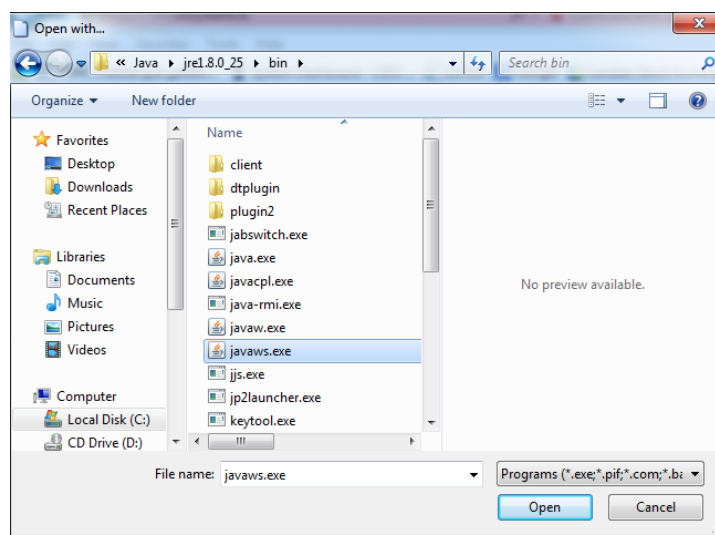 Open with...
« Java ▸ jre1.8.0_25 ▸ bin ▸
Search bin
Organize ▾ New folder
Favorites
Desktop
Downloads
Recent Places
Libraries
Documents
Music
Pictures
Videos
Computer
Local Disk (C:)
CD Drive (D:)
Name
client
dtplugin
plugin2
jabswitch.exe
java.exe
javacpl.exe
java-rmi.exe
javaw.exe
javaws.exe
jjs.exe
jp2launcher.exe
keytool.exe
No preview available.
File name: javaws.exe
Programs (*.exe;*.pif;*.com;*.ba
Open Cancel